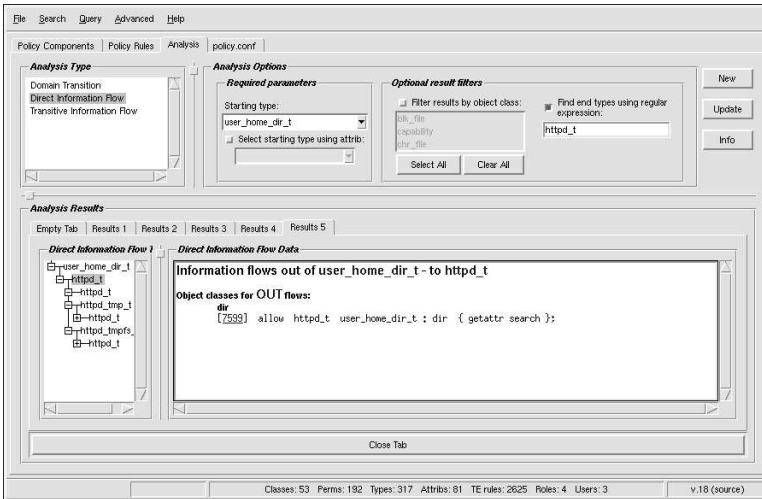 File Search Query Advanced Help
Policy Components Policy Rules Analysis policy.conf
Analysis Type
Domain Transition
Direct Information Flow
Transitive Information Flow
Analysis Options
Required parameters
Starting type:
user_home_dir_t
Select starting type using attrib:
Optional result filters
Filter results by object class:
blk_file
capability
chr_file
Select All Clear All
Find end types using regular
expression:
httpd_t
New
Update
Info
Analysis Results
Empty Tab Results 1 Results 2 Results 3 Results 4 Results 5
Direct Information Flow
user_home_dir_t
httpd_t
httpd_t
httpd_tmp_t
httpd_t
httpd_tmpfs_
httpd_t
Direct Information Flow Data
Information flows out of user_home_dir_t - to httpd_t
Object classes for OUT flows:
dir
[7599] allow httpd_t user_home_dir_t : dir { getattr search };
Close Tab
Classes: 53 Perms: 192 Types: 317 Attribs: 81 TE rules: 2625 Roles: 4 Users: 3
v.18 (source)